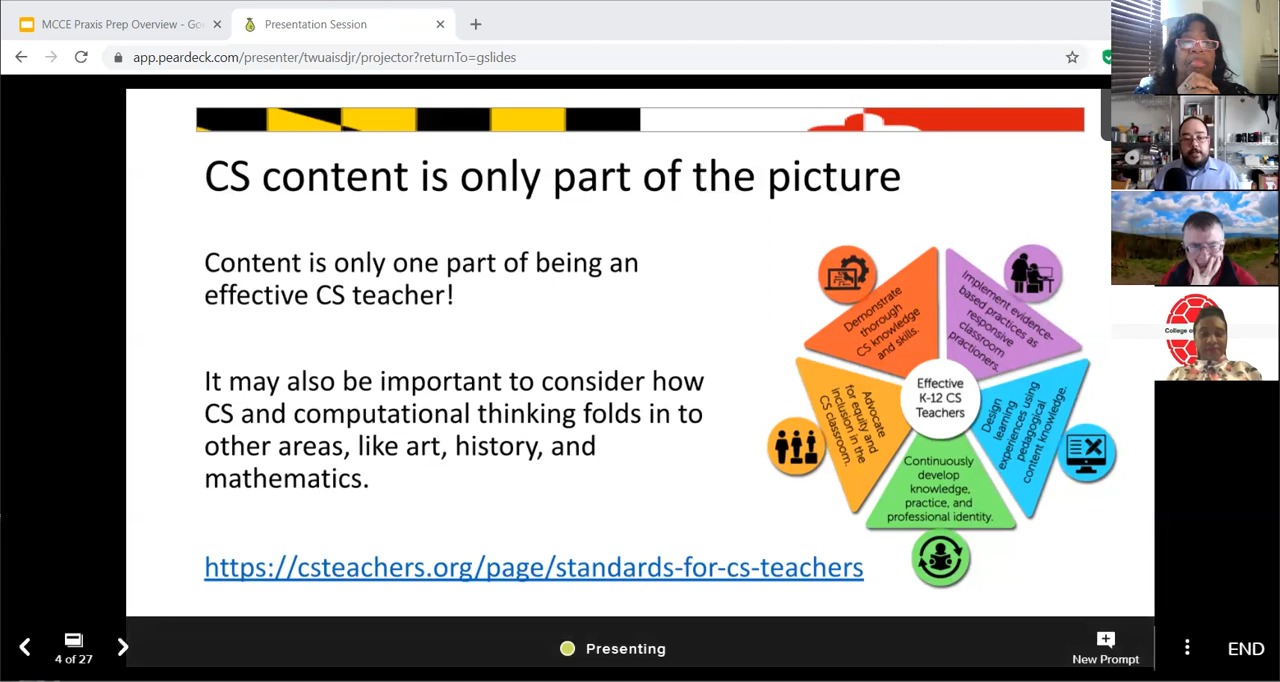 MCCE Praxis Prep Overview - Go
Presentation Session
app.peardeck.com/presenter/twuaisdjr/projector?returnTo=gslides
CS content is only part of the picture
Content is only one part of being an
effective CS teacher!
It may also be important to consider how
CS and computational thinking folds in to
other areas, like art, history, and
mathematics.
https://csteachers.org/page/standards-for-cs-teachers
Demonstrate
thorough
CS knowledge
and skills.
Implement evidence-
based practices as
responsive
classroom
practitioners.
Advocate
for equity and
inclusion in the
CS classroom.
Effective
K-12 CS
Teachers
Design
learning
experiences using
pedagogical
content knowledge.
Continuously
develop
knowledge,
practice, and
professional identity.
College of
4 of 27
Presenting
New Prompt
END